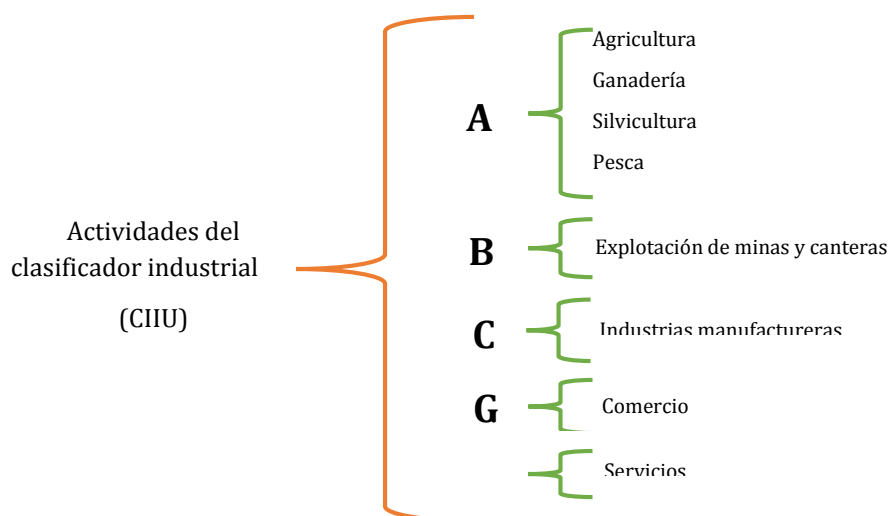 Actividades del
clasificador industrial
(CIIU)
A
Agricultura
Ganadería
Silvicultura
Pesca
B
Explotación de minas y canteras
C
Industrias manufactureras
G
Comercio
Servicios